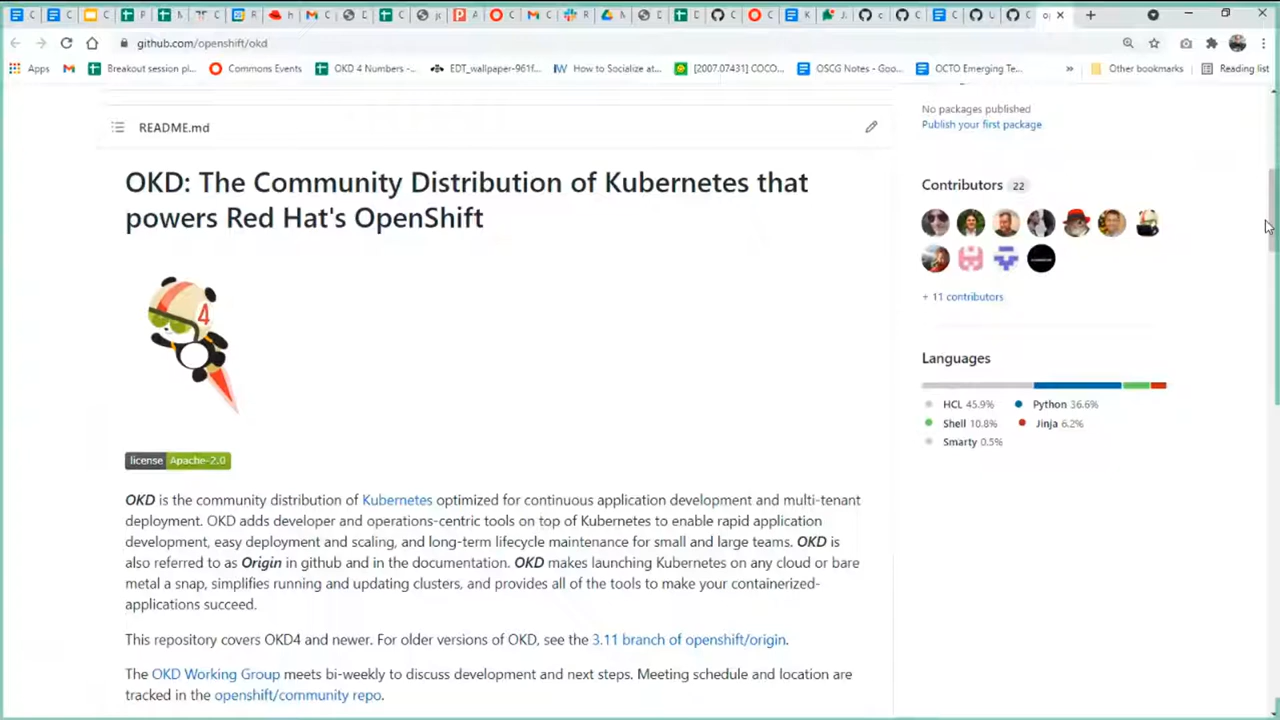 github.com/openshift/okd
Apps
Breakout session pl...
Commons Events
OKD 4 Numbers -...
EDT_wallpaper-961f...
How to Socialize at...
[2007.07431] COCO...
OSCG Notes - Goo...
OCTO Emerging Te...
»
Other bookmarks
Reading list
README.md
OKD: The Community Distribution of Kubernetes that
powers Red Hat's OpenShift
4
license Apache-2.0
OKD is the community distribution of Kubernetes optimized for continuous application development and multi-tenant
deployment. OKD adds developer and operations-centric tools on top of Kubernetes to enable rapid application
development, easy deployment and scaling, and long-term lifecycle maintenance for small and large teams. OKD is
also referred to as Origin in github and in the documentation. OKD makes launching Kubernetes on any cloud or bare
metal a snap, simplifies running and updating clusters, and provides all of the tools to make your containerized-
applications succeed.
This repository covers OKD4 and newer. For older versions of OKD, see the 3.11 branch of openshift/origin.
The OKD Working Group meets bi-weekly to discuss development and next steps. Meeting schedule and location are
tracked in the openshift/community repo.
No packages published
Publish your first package
Contributors 22
+ 11 contributors
Languages
HCL 45.9% Python 36.6%
Shell 10.8% Jinja 6.2%
Smarty 0.5%